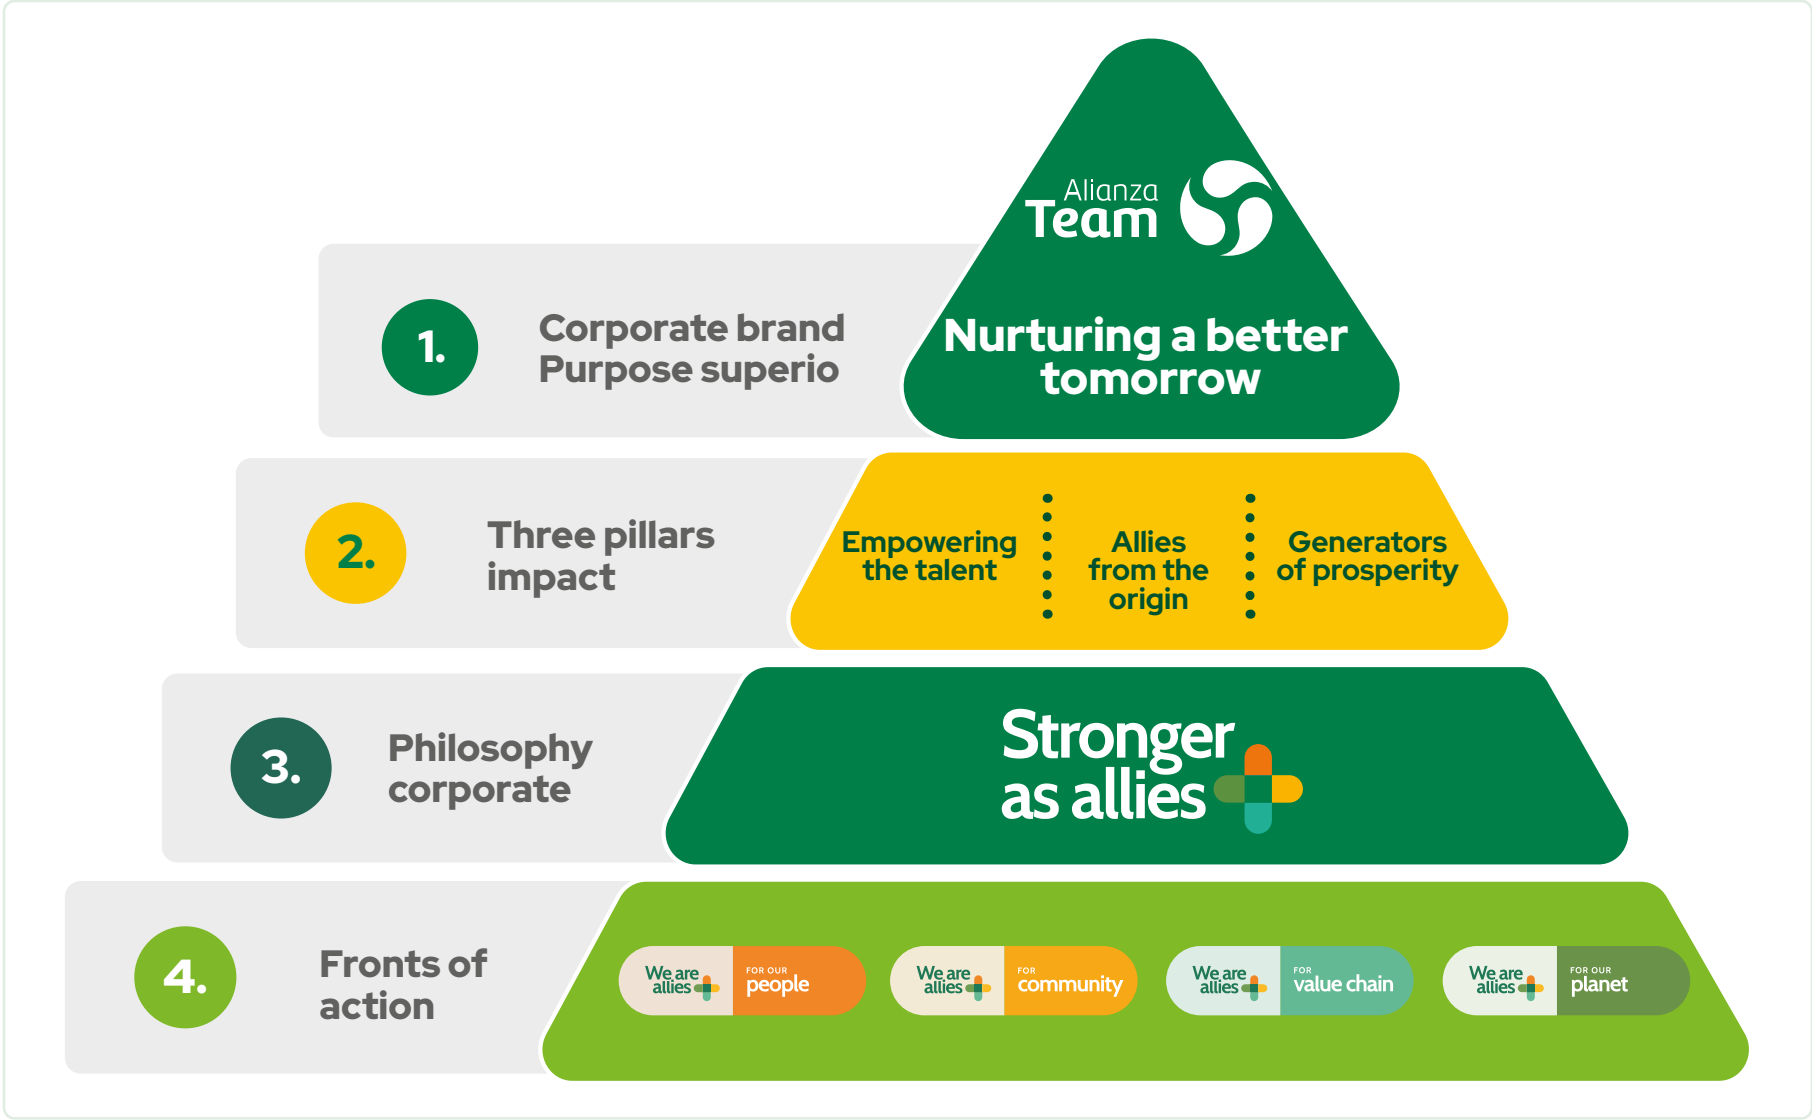 Alianza
Team
Nurturing a better
tomorrow
1.
Corporate brand
Purpose superio
2.
Three pillars
impact
Empowering
the talent
Allies
from the
origin
Generators
of prosperity
3.
Philosophy
corporate
Stronger
as allies
4.
Fronts of
action
We are
allies
FOR OUR
people
We are
allies
FOR
community
We are
allies
FOR
value chain
We are
allies
FOR OUR
planet